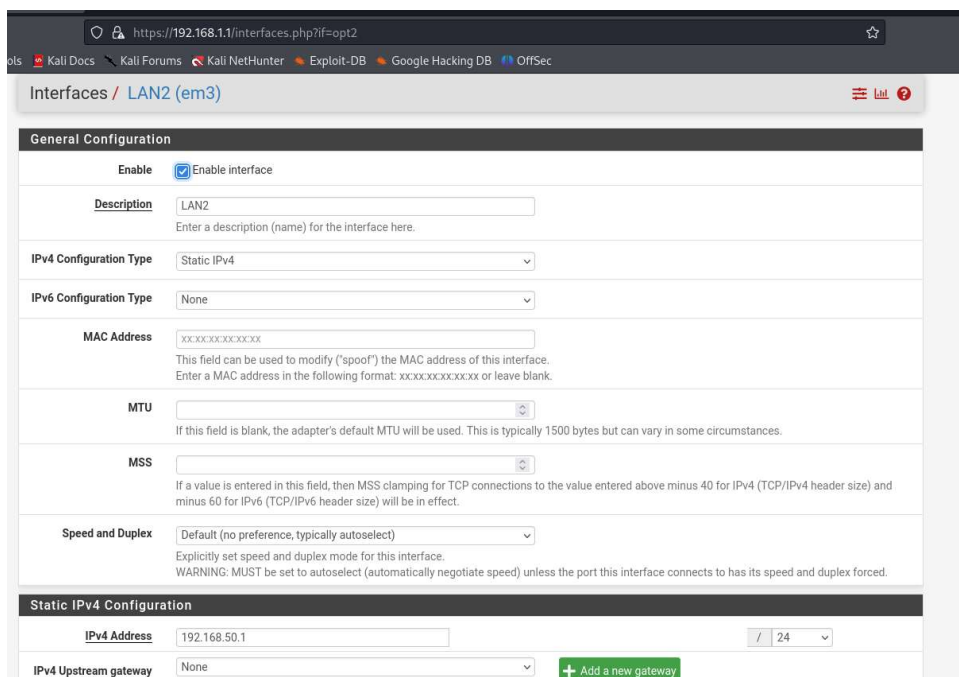 https://192.168.1.1/interfaces.php?if=opt2
ols Kali Docs Kali Forums Kali NetHunter Exploit-DB Google Hacking DB OffSec
Interfaces / LAN2 (em3)
General Configuration
Enable Enable interface
Description LAN2
Enter a description (name) for the interface here.
IPv4 Configuration Type Static IPv4
IPv6 Configuration Type None
MAC Address xx:xx:xx:xx:xx:xx
This field can be used to modify ("spoof") the MAC address of this interface.
Enter a MAC address in the following format: xx:xx:xx:xx:xx:xx or leave blank.
MTU
If this field is blank, the adapter's default MTU will be used. This is typically 1500 bytes but can vary in some circumstances.
MSS
If a value is entered in this field, then MSS clamping for TCP connections to the value entered above minus 40 for IPv4 (TCP/IPv4 header size) and
minus 60 for IPv6 (TCP/IPv6 header size) will be in effect.
Speed and Duplex Default (no preference, typically autoselect)
Explicitly set speed and duplex mode for this interface.
WARNING: MUST be set to autoselect (automatically negotiate speed) unless the port this interface connects to has its speed and duplex forced.
Static IPv4 Configuration
IPv4 Address 192.168.50.1 / 24
IPv4 Upstream gateway None + Add a new gateway